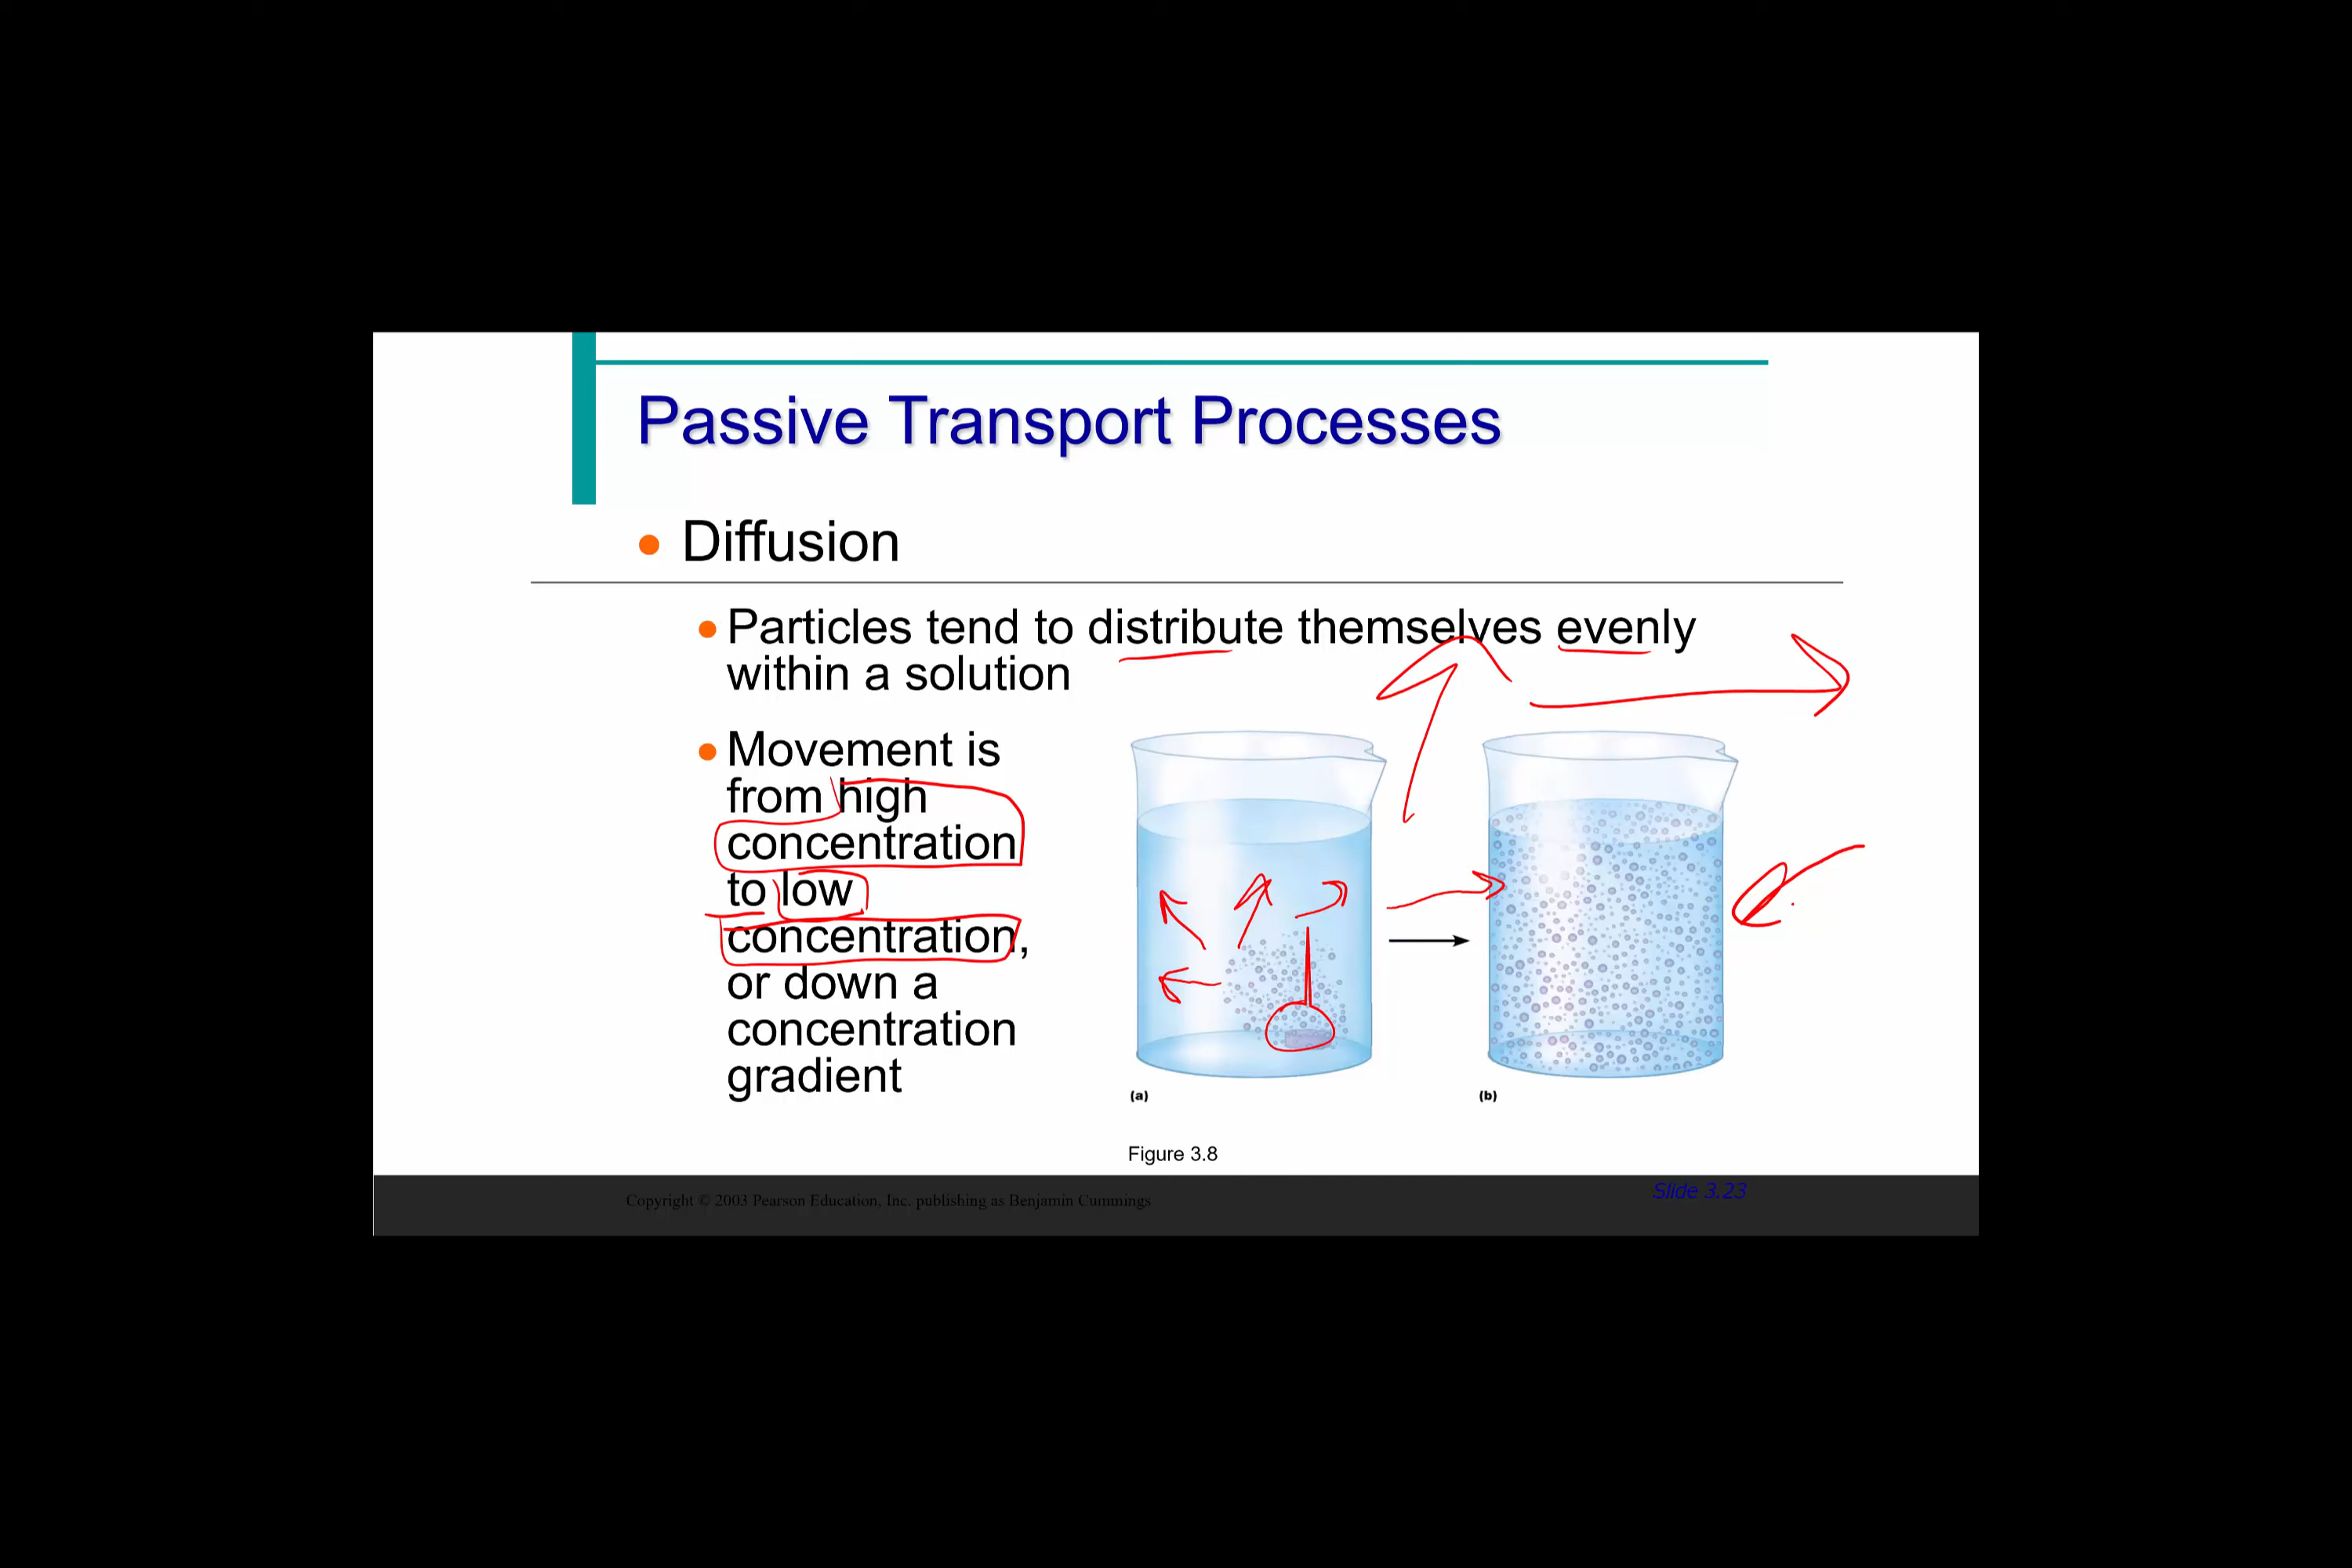 Passive Transport Processes
Diffusion
Particles tend to distribute themselves evenly
within a solution
Movement is
from high
concentration
to low
concentration,
or down a
concentration
gradient
(a)
(b)
Figure 3.8
Copyright © 2003 Pearson Education, Inc. publishing as Benjamin Cummings
Slide 3.23